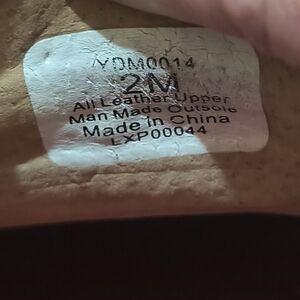 YDM0014
2M
All Leather Upper
Man Made Outsole
Made in China
LXP00044